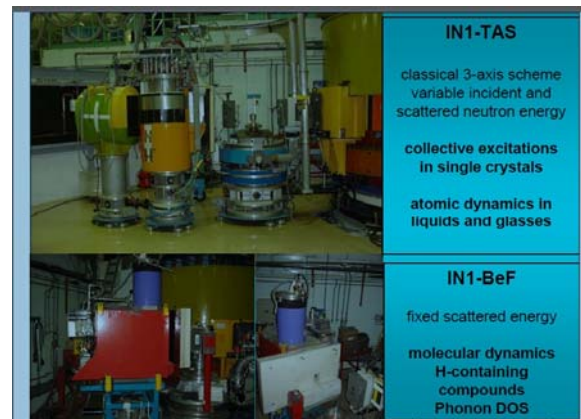 IN1-TAS
classical 3-axis scheme
variable incident and
scattered neutron energy
collective excitations
in single crystals
atomic dynamics in
liquids and glasses
IN1-BeF
fixed scattered energy
molecular dynamics
H-containing
compounds
Phonon DOS